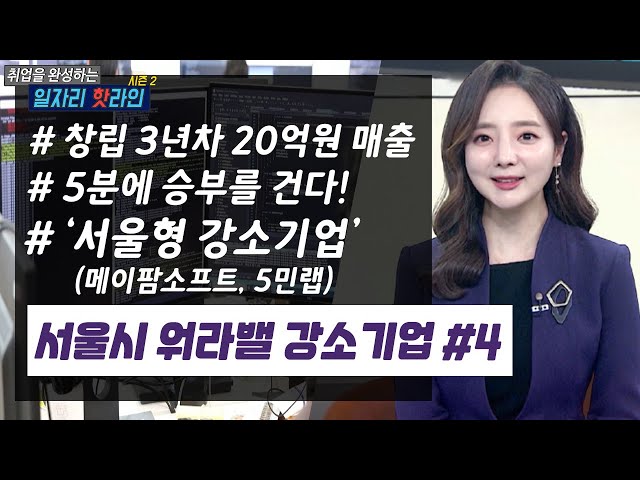 취업을 완성하는
시즌 2
일자리 핫라인
# 창립 3년차 20억원 매출
# 5분에 승부를 건다!
# ‘서울형 강소기업’
(메이팜소프트, 5민랩)
서울시 워라밸 강소기업 #4